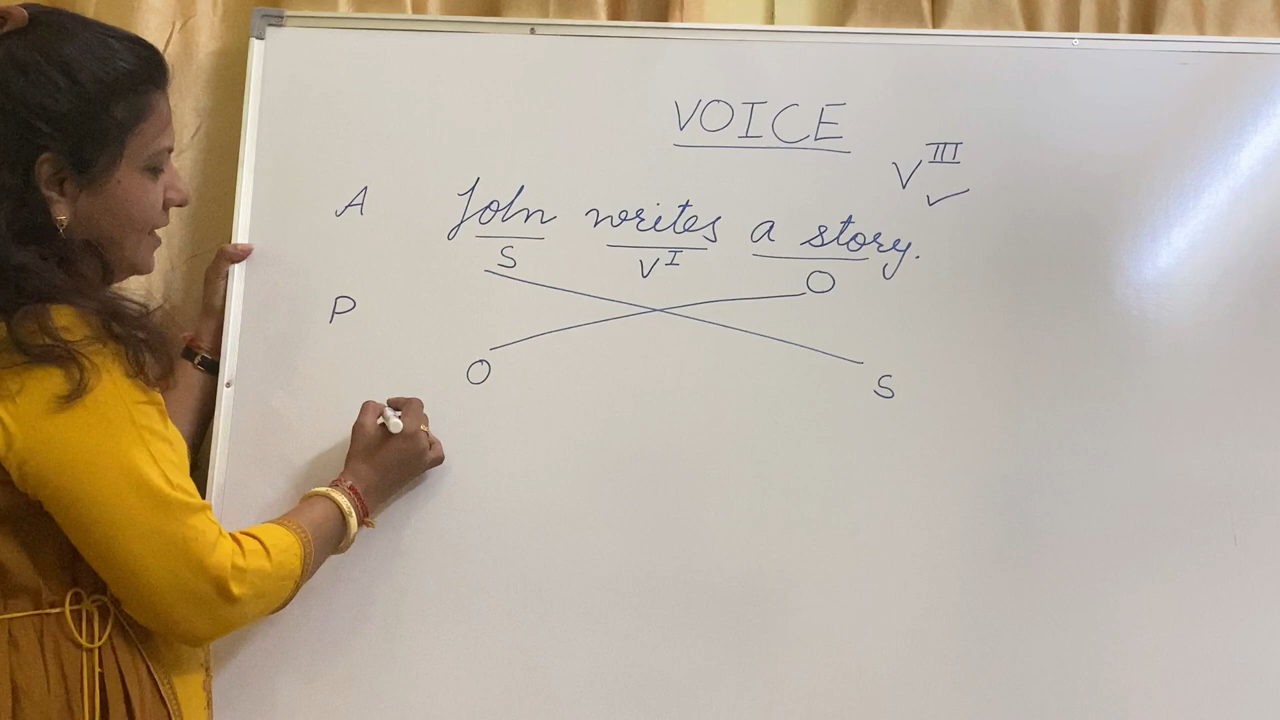 VOICE
V III ✓
A John writes a story.
S V I O
P
O S